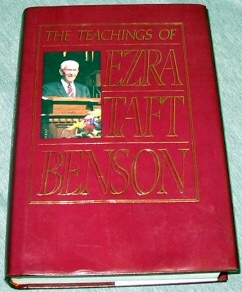 THE TEACHINGS OF
EZRA
TAFT
BENSON